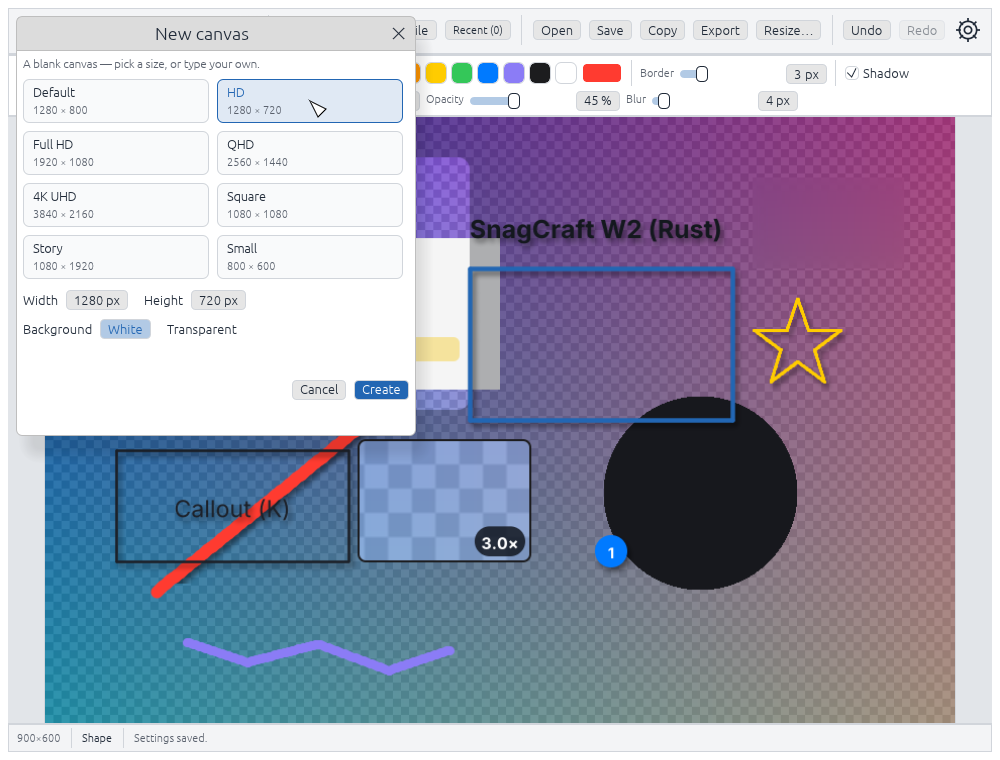 New canvas
A blank canvas — pick a size, or type your own.
Default
1280 × 800
HD
1280 × 720
Full HD
1920 × 1080
QHD
2560 × 1440
4K UHD
3840 × 2160
Square
1080 × 1080
Story
1080 × 1920
Small
800 × 600
Width 1280 px Height 720 px
Background White Transparent
Cancel Create
Recent (0) Open Save Copy Export Resize... Undo Redo
Border 3 px Shadow
Opacity 45 % Blur 4 px
SnagCraft W2 (Rust)
Callout (K)
3.0×
1
900×600 Shape Settings saved.